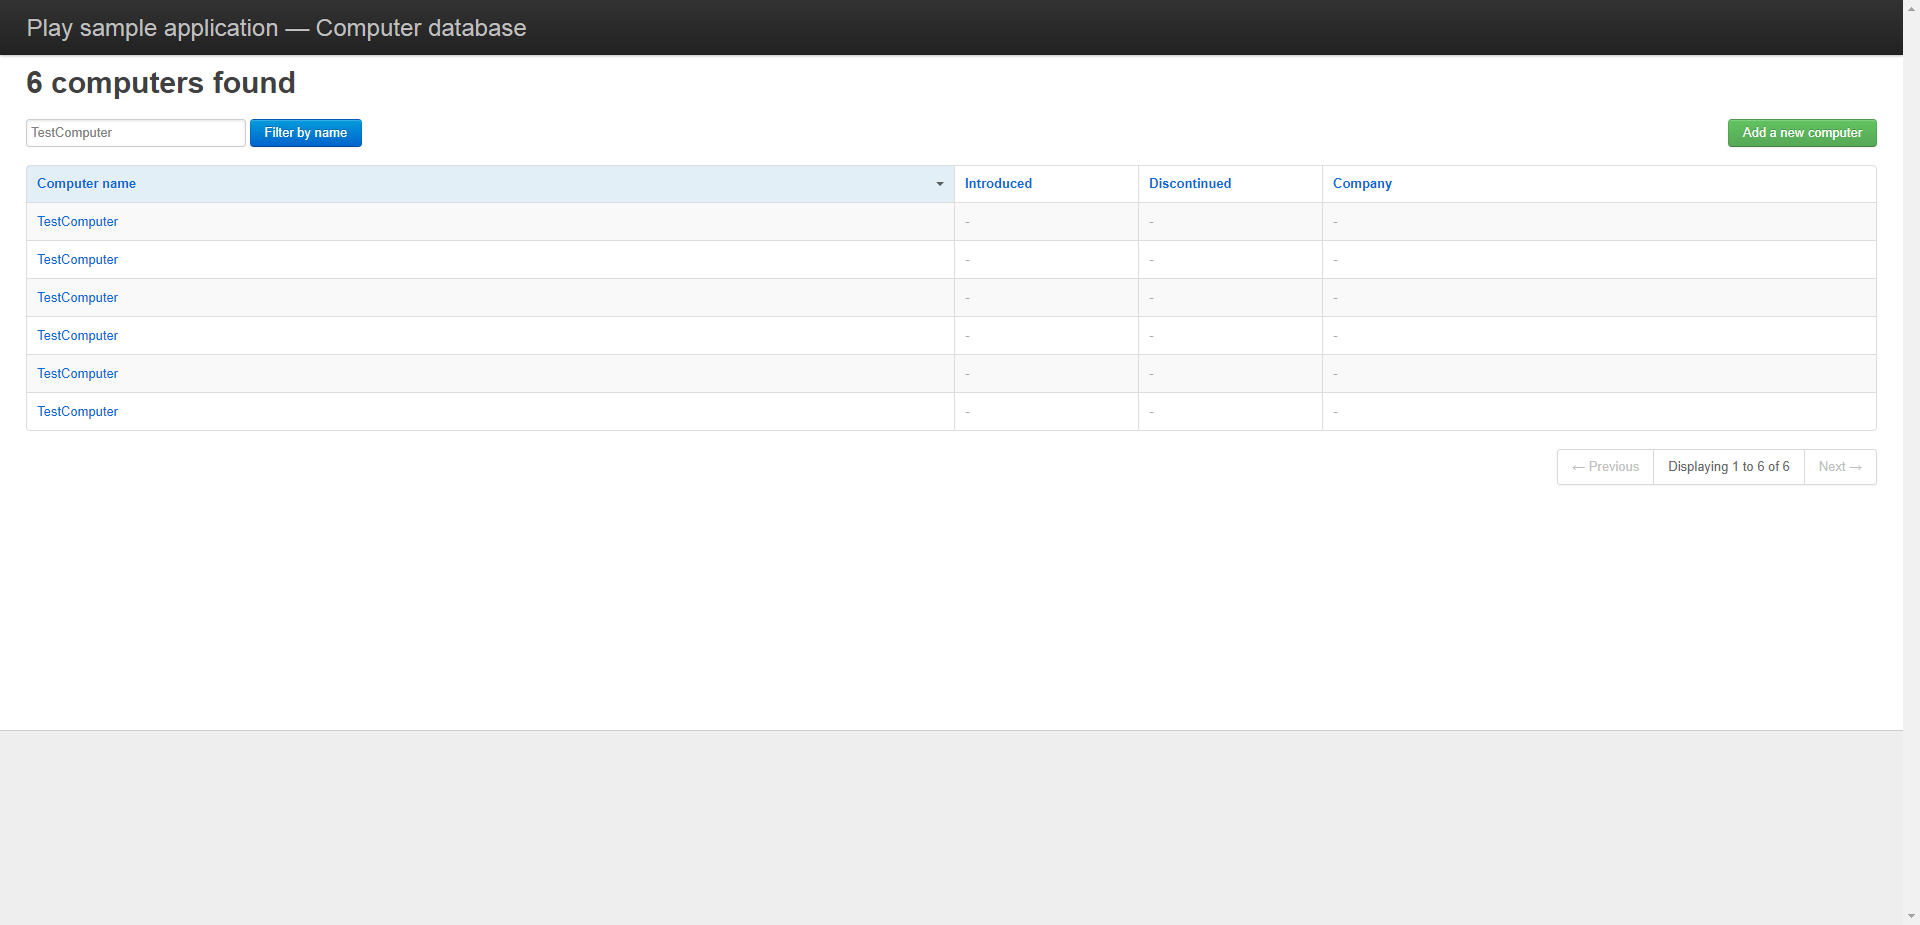 Play sample application — Computer database
6 computers found
TestComputer Filter by name Add a new computer
Computer name Introduced Discontinued Company
TestComputer - - -
TestComputer - - -
TestComputer - - -
TestComputer - - -
TestComputer - - -
TestComputer - - -
← Previous Displaying 1 to 6 of 6 Next →